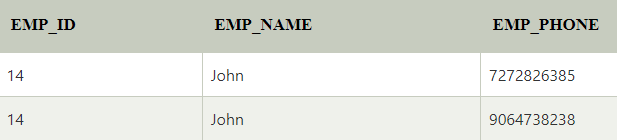 EMP_ID EMP_NAME EMP_PHONE
14 John 7272826385
14 John 9064738238